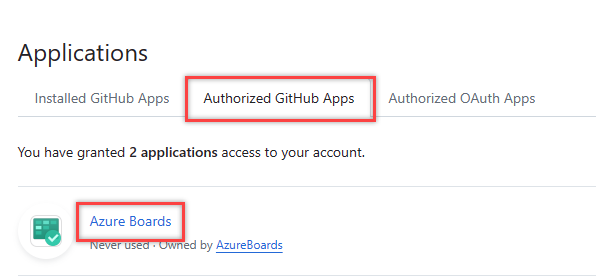 Applications
Installed GitHub Apps Authorized GitHub Apps Authorized OAuth Apps
You have granted 2 applications access to your account.
Azure Boards
Never used · Owned by AzureBoards